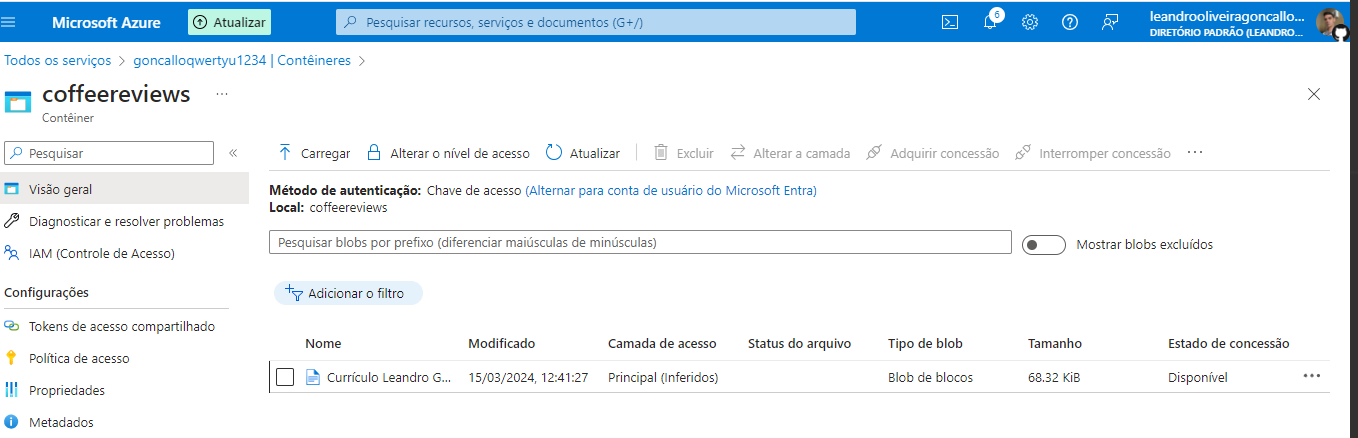 Microsoft Azure
Atualizar
Pesquisar recursos, serviços e documentos (G+/)
6
leandrooliveiragoncallo...
DIRETÓRIO PADRÃO (LEANDRO...
Todos os serviços > goncalloqwertyu1234 | Contêineres >
coffeereviews ...
Contêiner
Pesquisar
«
Visão geral
Diagnosticar e resolver problemas
IAM (Controle de Acesso)
Configurações
Tokens de acesso compartilhado
Política de acesso
Propriedades
Metadados
Carregar Alterar o nível de acesso Atualizar Excluir Alterar a camada Adquirir concessão Interromper concessão ...
Método de autenticação: Chave de acesso (Alternar para conta de usuário do Microsoft Entra)
Local: coffeereviews
Pesquisar blobs por prefixo (diferenciar maiúsculas de minúsculas)
Mostrar blobs excluídos
Adicionar o filtro
Nome Modificado Camada de acesso Status do arquivo Tipo de blob Tamanho Estado de concessão
Currículo Leandro G... 15/03/2024, 12:41:27 Principal (Inferidos) Blob de blocos 68.32 KiB Disponível ...